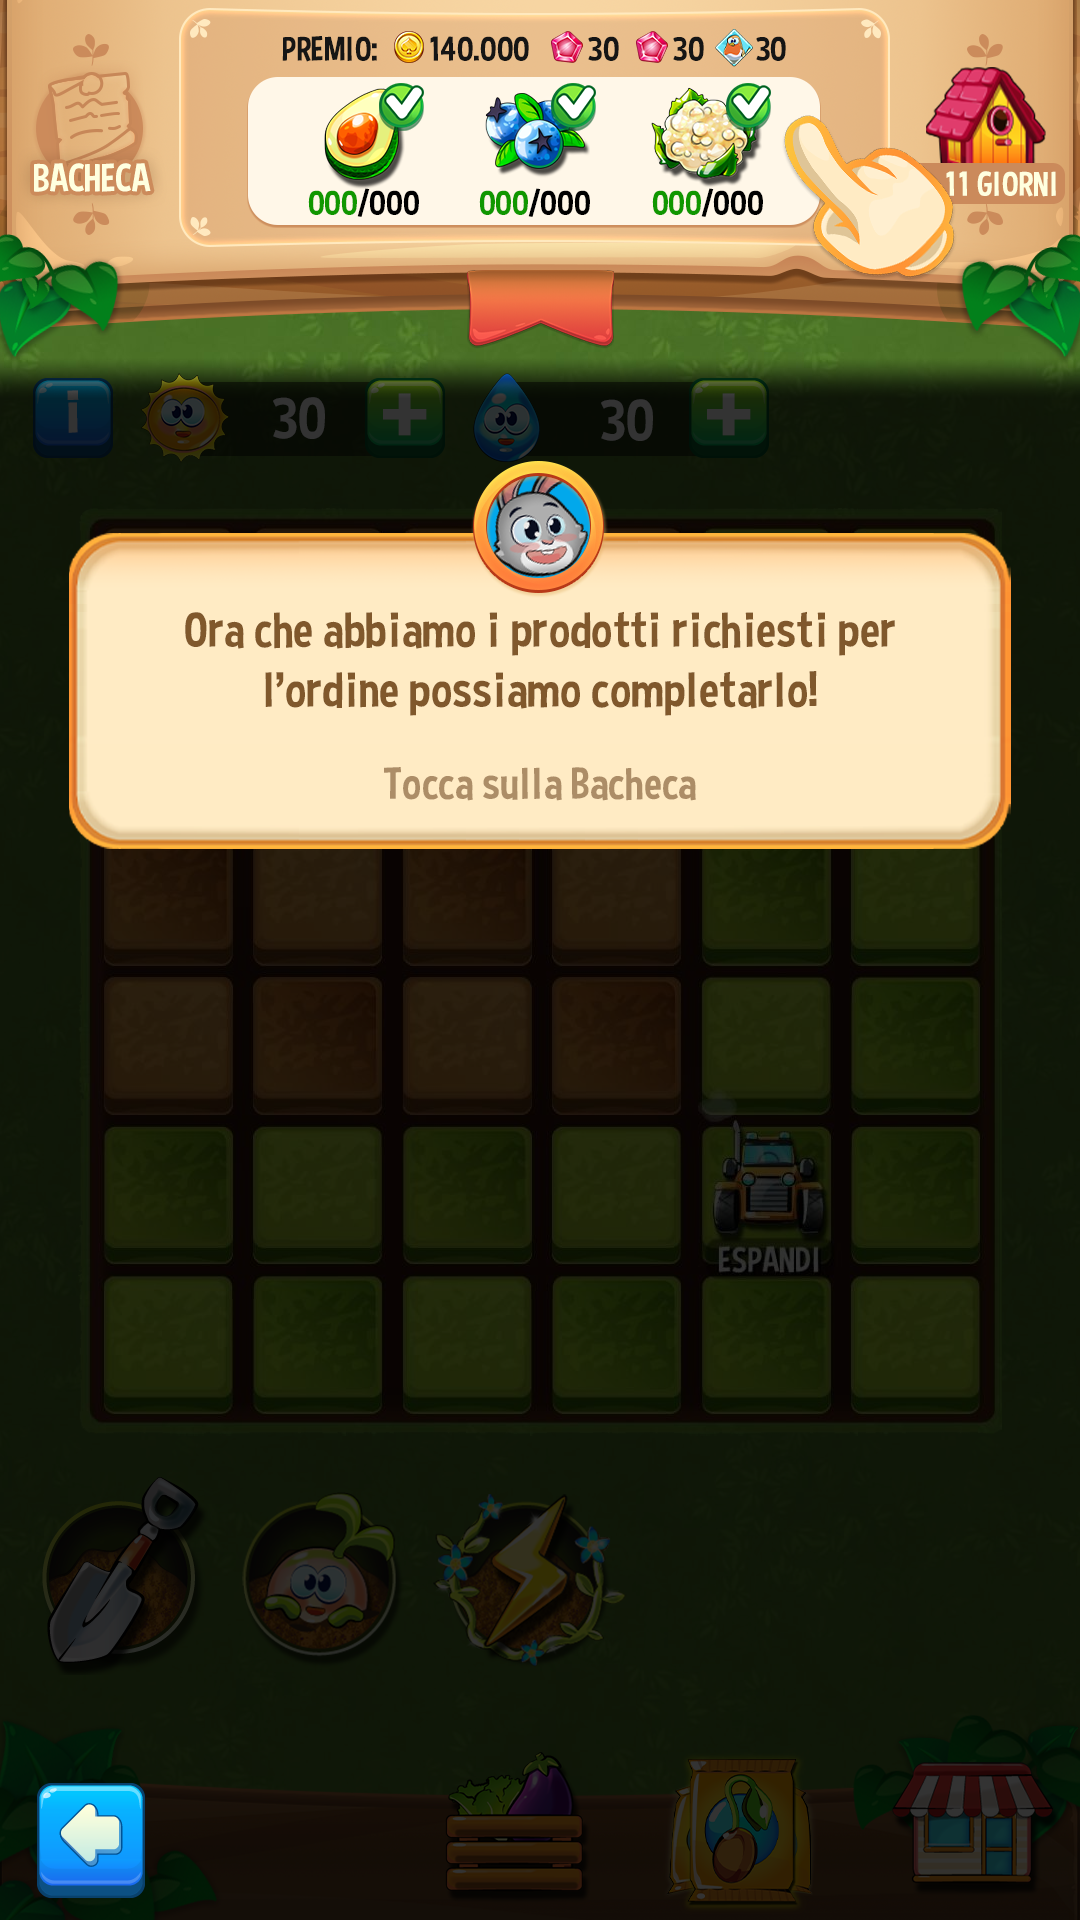 PREMIO: 140.000 30 30 30
BACHECA
000/000 000/000 000/000
11 GIORNI
i 30 30
Ora che abbiamo i prodotti richiesti per
l'ordine possiamo completarlo!
Tocca sulla Bacheca
ESPANDI